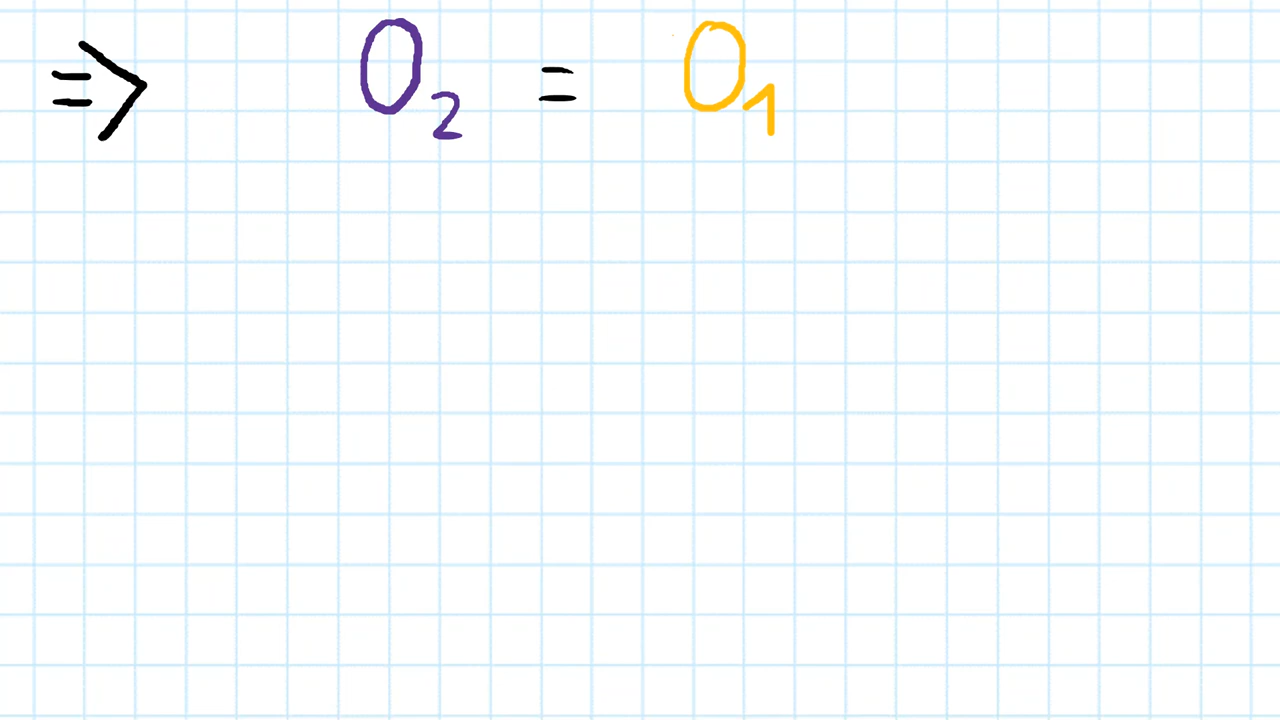 => O₂ = O₁